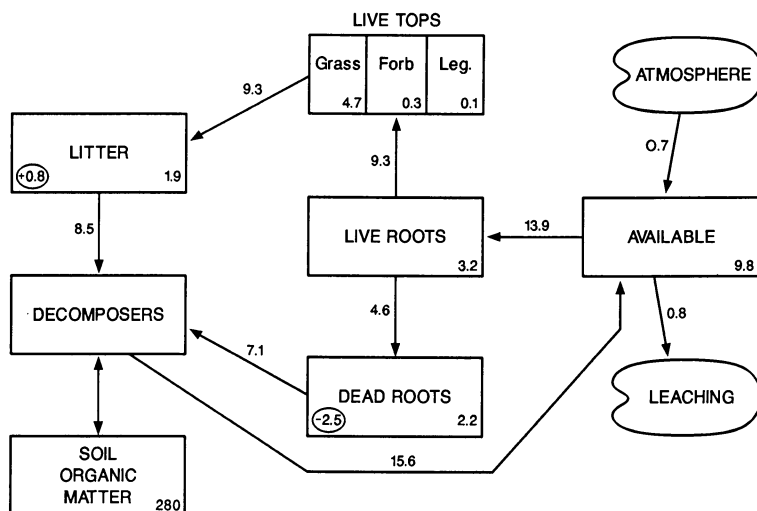 LIVE TOPS
Grass Forb Leg.
4.7 0.3 0.1
ATMOSPHERE
9.3
O.7
LITTER
+0.8 1.9
9.3
8.5
LIVE ROOTS
3.2
13.9
AVAILABLE
9.8
DECOMPOSERS
4.6
0.8
7.1
DEAD ROOTS
-2.5 2.2
LEACHING
SOIL
ORGANIC
MATTER
280
15.6